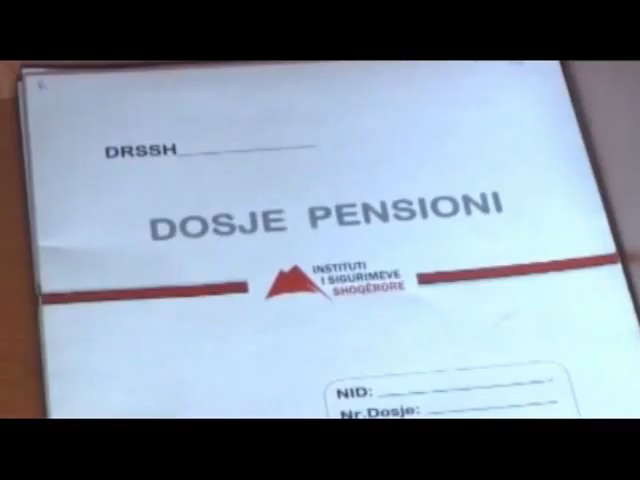 DRSSH
DOSJE PENSIONI
INSTITUTI
I SIGURIMEVE
SHOQËRORE
NID:
Nr.Dosje: